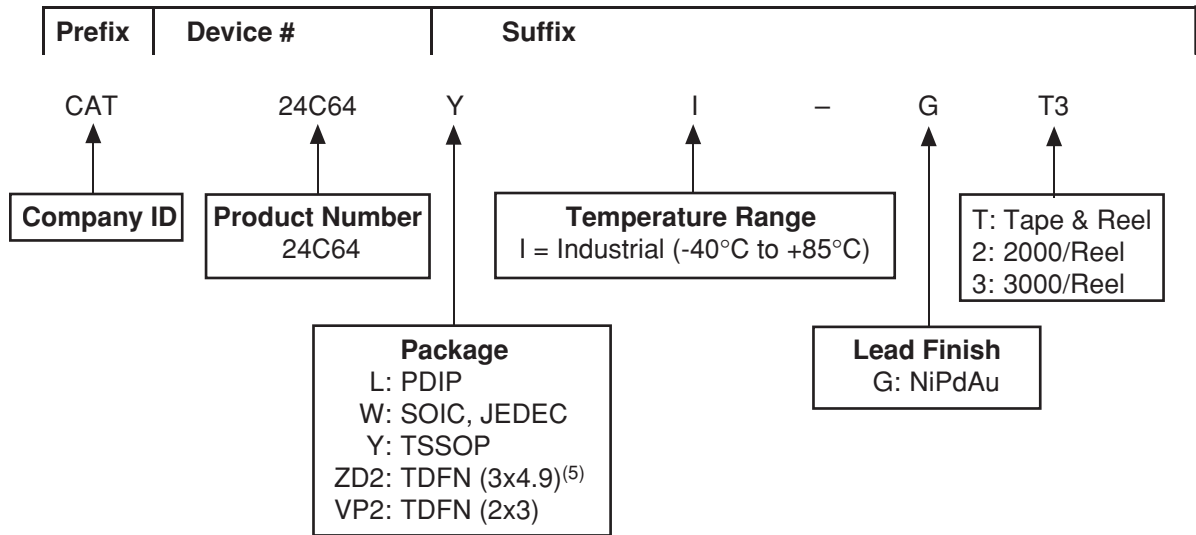 Prefix Device # Suffix
CAT 24C64 Y I – G T3
Company ID
Product Number
24C64
Temperature Range
I = Industrial (-40°C to +85°C)
T: Tape & Reel
2: 2000/Reel
3: 3000/Reel
Package
L: PDIP
W: SOIC, JEDEC
Y: TSSOP
ZD2: TDFN (3x4.9)(5)
VP2: TDFN (2x3)
Lead Finish
G: NiPdAu